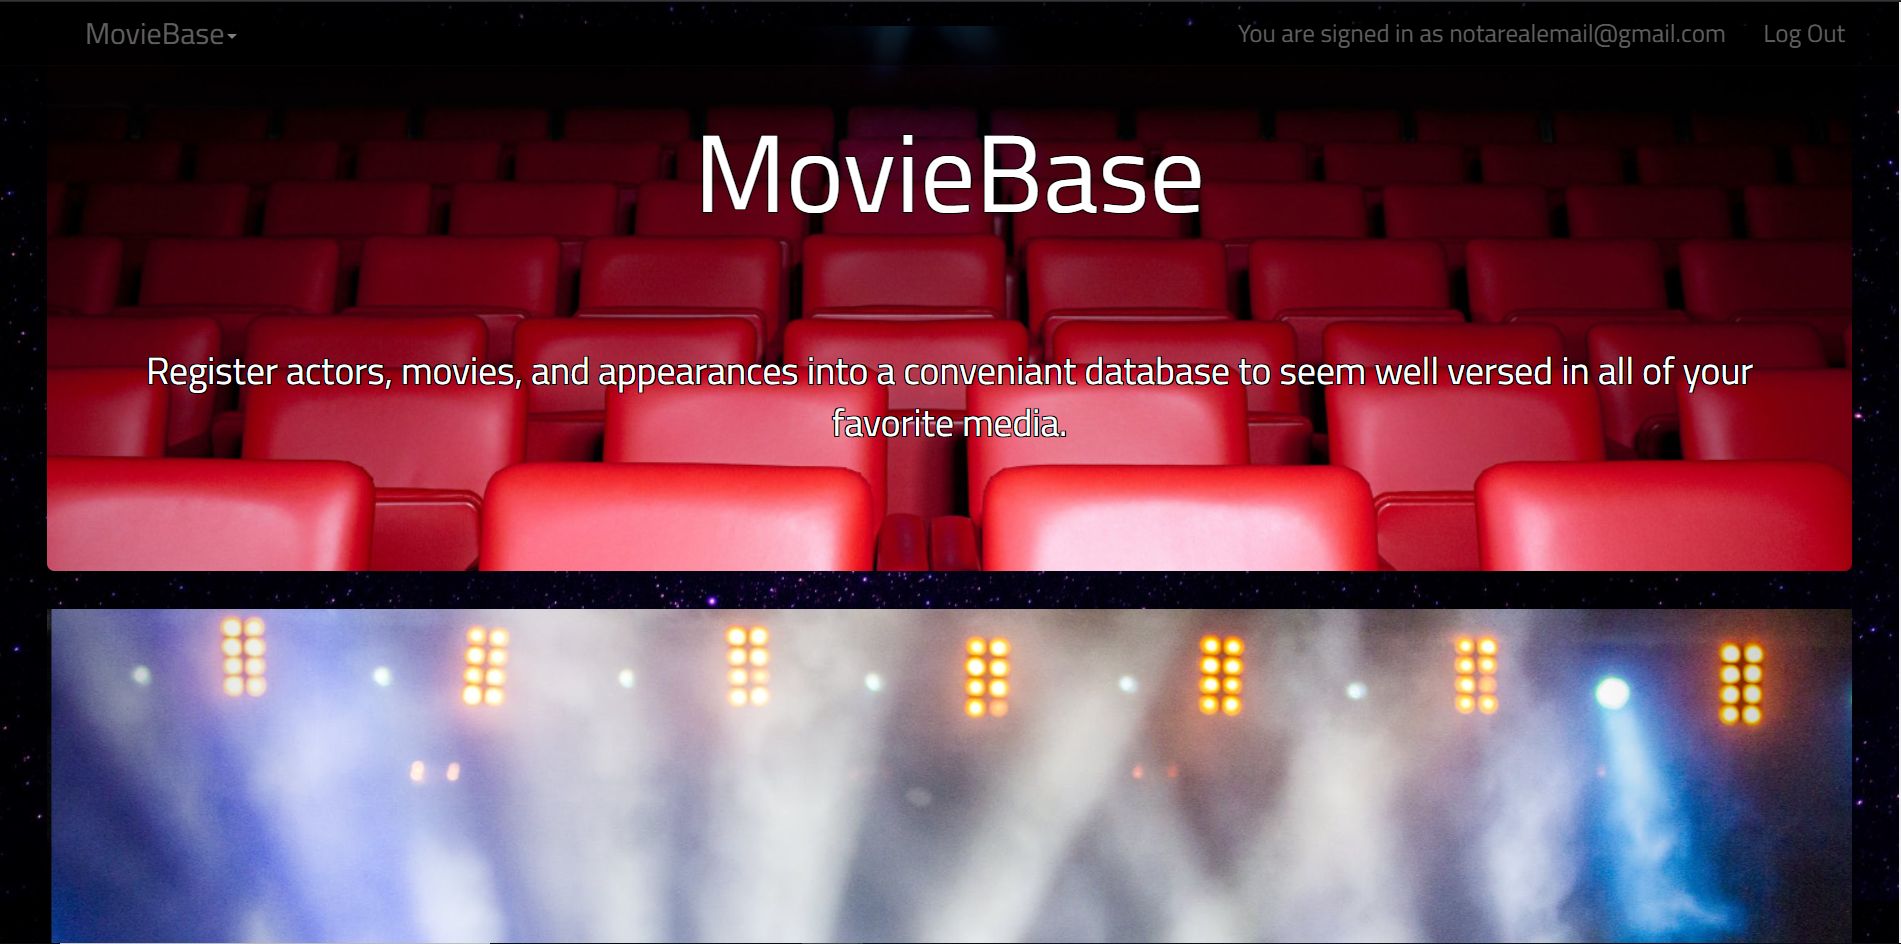 MovieBase
You are signed in as notarealemail@gmail.com
Log Out
MovieBase
Register actors, movies, and appearances into a conveniant database to seem well versed in all of your
favorite media.